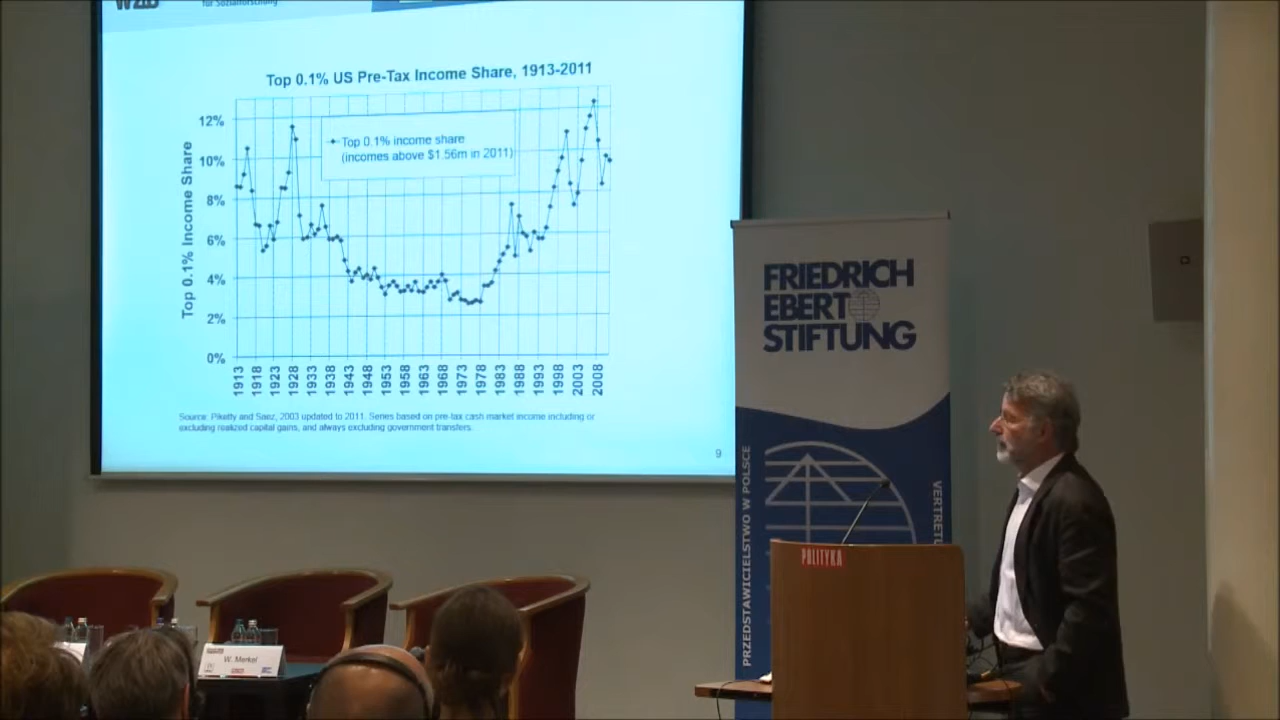 WZB
für Sozialforschung
Top 0.1% US Pre-Tax Income Share, 1913-2011
Top 0.1% Income Share
12%
10%
8%
6%
4%
2%
0%
Top 0.1% income share
(incomes above $1.56m in 2011)
1913 1918 1923 1928 1933 1938 1943 1948 1953 1958 1963 1968 1973 1978 1983 1988 1993 1998 2003 2008
Source: Piketty and Saez, 2003 updated to 2011. Series based on pre-tax cash market income including or
excluding realized capital gains, and always excluding government transfers.
9
FRIEDRICH
EBERT
STIFTUNG
PRZEDSTAWICIELSTWO W POLSCE
VERTRETU
POLITYKA
W. Merkel